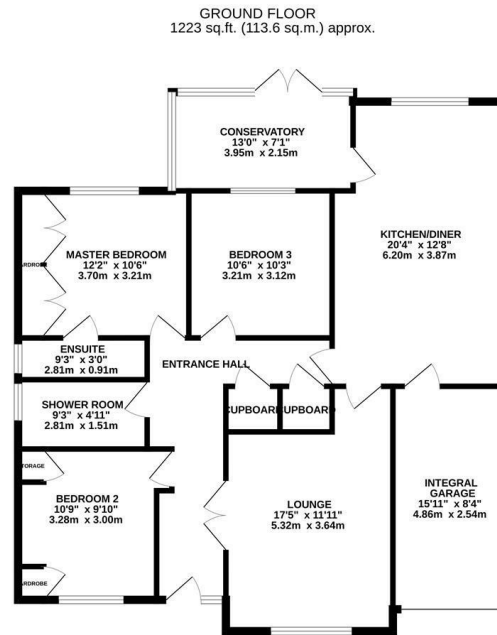 GROUND FLOOR
1223 sq.ft. (113.6 sq.m.) approx.
CONSERVATORY
13'0" x 7'1"
3.95m x 2.15m
KITCHEN/DINER
20'4" x 12'8"
6.20m x 3.87m
MASTER BEDROOM
12'2" x 10'6"
3.70m x 3.21m
BEDROOM 3
10'6" x 10'3"
3.21m x 3.12m
ENSUITE
9'3" x 3'0"
2.81m x 0.91m
ENTRANCE HALL
SHOWER ROOM
9'3" x 4'11"
2.81m x 1.51m
CUPBOARD
CUPBOARD
BEDROOM 2
10'9" x 9'10"
3.28m x 3.00m
LOUNGE
17'5" x 11'11"
5.32m x 3.64m
INTEGRAL
GARAGE
15'11" x 8'4"
4.86m x 2.54m